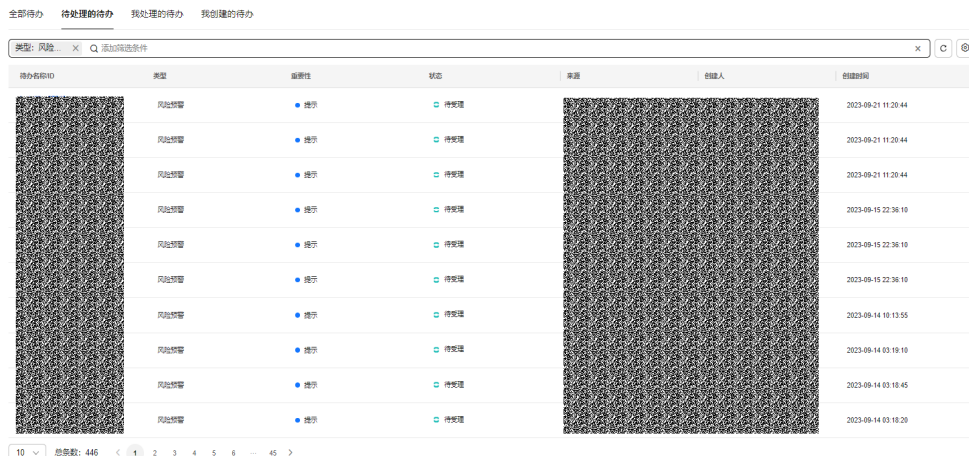 全部待办 待处理的待办 我处理的待办 我创建的待办
类型: 风险... × 添加筛选条件 ×
待办名称/ID 类型 重要性 状态 来源 创建人 创建时间
风险预警 提示 待受理 2023-09-21 11:20:44
风险预警 提示 待受理 2023-09-21 11:20:44
风险预警 提示 待受理 2023-09-21 11:20:44
风险预警 提示 待受理 2023-09-15 22:36:10
风险预警 提示 待受理 2023-09-15 22:36:10
风险预警 提示 待受理 2023-09-15 22:36:10
风险预警 提示 待受理 2023-09-14 10:13:55
风险预警 提示 待受理 2023-09-14 03:19:10
风险预警 提示 待受理 2023-09-14 03:18:45
风险预警 提示 待受理 2023-09-14 03:18:20
10 总条数: 446 < 1 2 3 4 5 6 ... 45 >